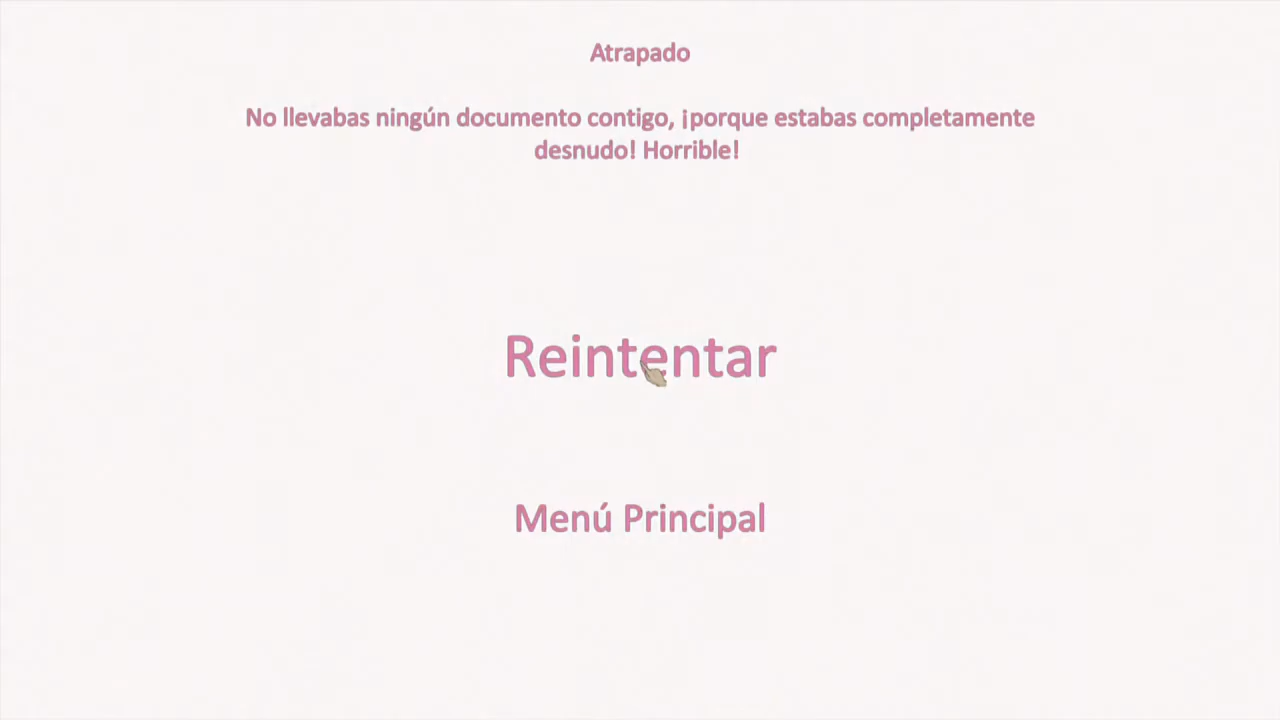 Atrapado
No llevabas ningún documento contigo, ¡porque estabas completamente
desnudo! Horrible!
Reintentar
Menú Principal